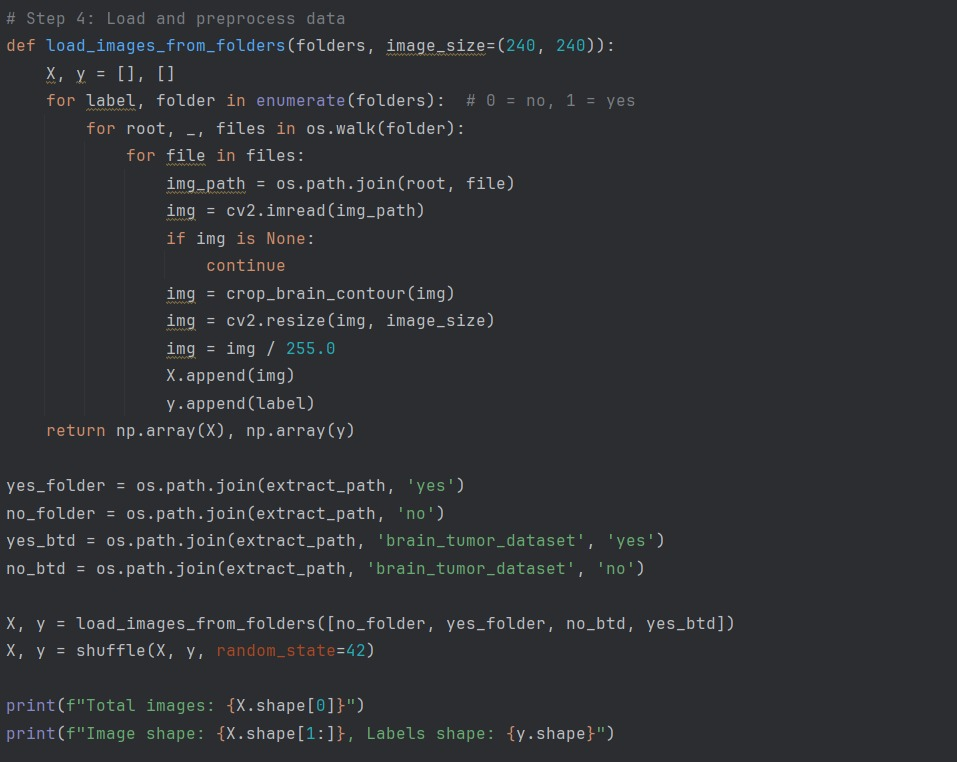 # Step 4: Load and preprocess data
def load_images_from_folders(folders, image_size=(240, 240)):
    X, y = [], []
    for label, folder in enumerate(folders):  # 0 = no, 1 = yes
        for root, _, files in os.walk(folder):
            for file in files:
                img_path = os.path.join(root, file)
                img = cv2.imread(img_path)
                if img is None:
                    continue
                img = crop_brain_contour(img)
                img = cv2.resize(img, image_size)
                img = img / 255.0
                X.append(img)
                y.append(label)
    return np.array(X), np.array(y)

yes_folder = os.path.join(extract_path, 'yes')
no_folder = os.path.join(extract_path, 'no')
yes_btd = os.path.join(extract_path, 'brain_tumor_dataset', 'yes')
no_btd = os.path.join(extract_path, 'brain_tumor_dataset', 'no')

X, y = load_images_from_folders([no_folder, yes_folder, no_btd, yes_btd])
X, y = shuffle(X, y, random_state=42)

print(f"Total images: {X.shape[0]}")
print(f"Image shape: {X.shape[1:]}, Labels shape: {y.shape}")